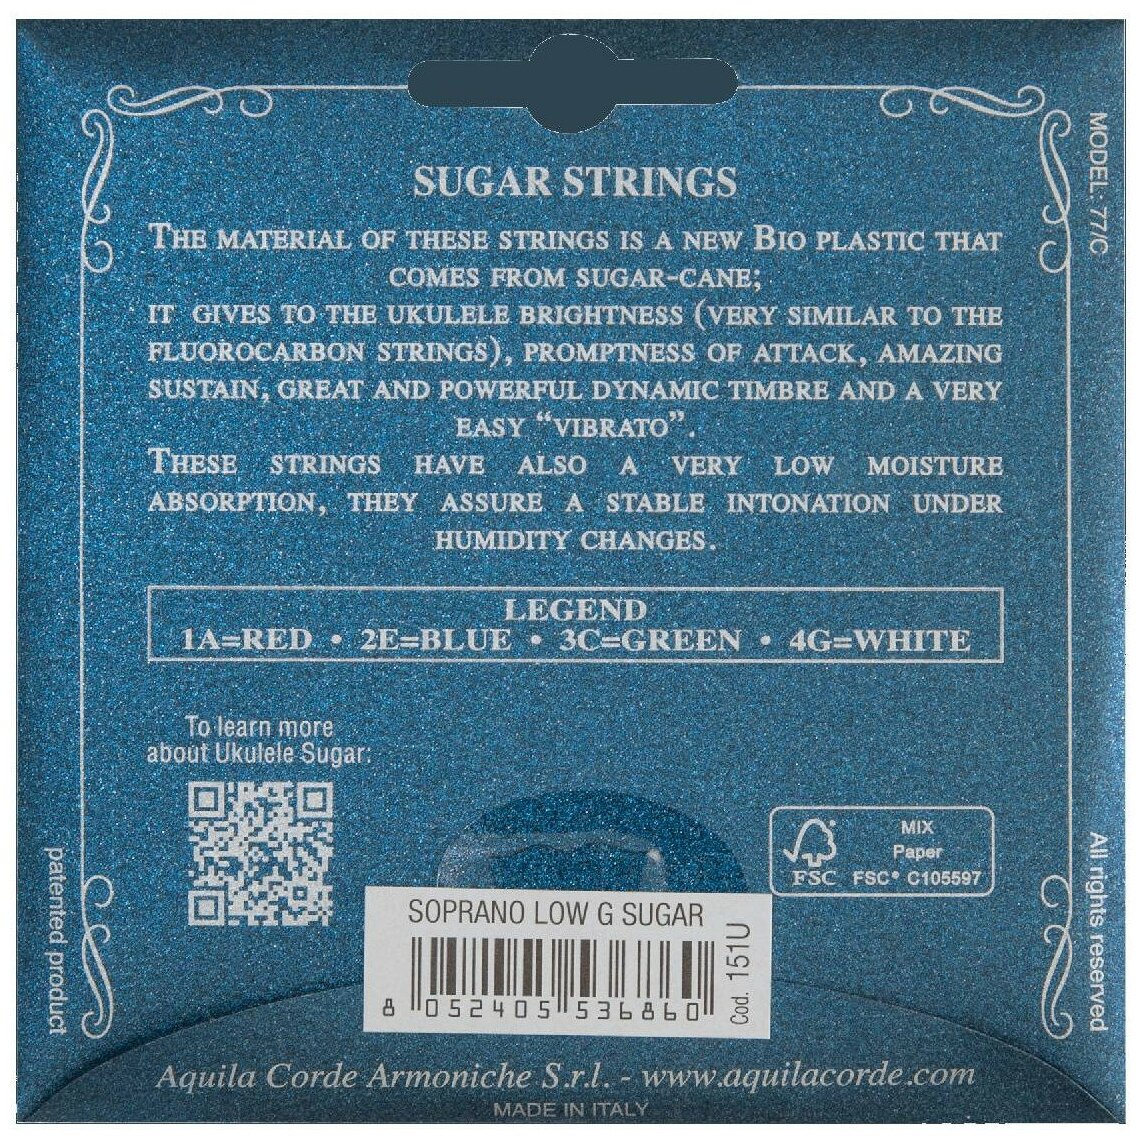 SUGAR STRINGS
THE MATERIAL OF THESE STRINGS IS A NEW BIO PLASTIC THAT
COMES FROM SUGAR-CANE;
IT GIVES TO THE UKULELE BRIGHTNESS (VERY SIMILAR TO THE
FLUOROCARBON STRINGS), PROMPTNESS OF ATTACK, AMAZING
SUSTAIN, GREAT AND POWERFUL DYNAMIC TIMBRE AND A VERY
EASY “VIBRATO”.
THESE STRINGS HAVE ALSO A VERY LOW MOISTURE
ABSORPTION, THEY ASSURE A STABLE INTONATION UNDER
HUMIDITY CHANGES.
LEGEND
1A=RED • 2E=BLUE • 3C=GREEN • 4G=WHITE
To learn more
about Ukulele Sugar:
MIX
Paper
FSC
FSC® C105597
SOPRANO LOW G SUGAR
8 052405 536860
Cod. 151U
MODEL: 77/C
patented product
All rights reserved
Aquila Corde Armoniche S.r.l. - www.aquilacorde.com
MADE IN ITALY